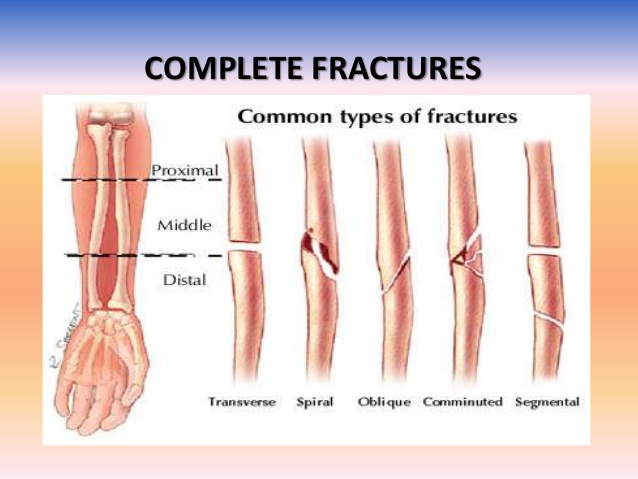 COMPLETE FRACTURES
Common types of fractures
Proximal
Middle
Distal
Transverse Spiral Oblique Comminuted Segmental